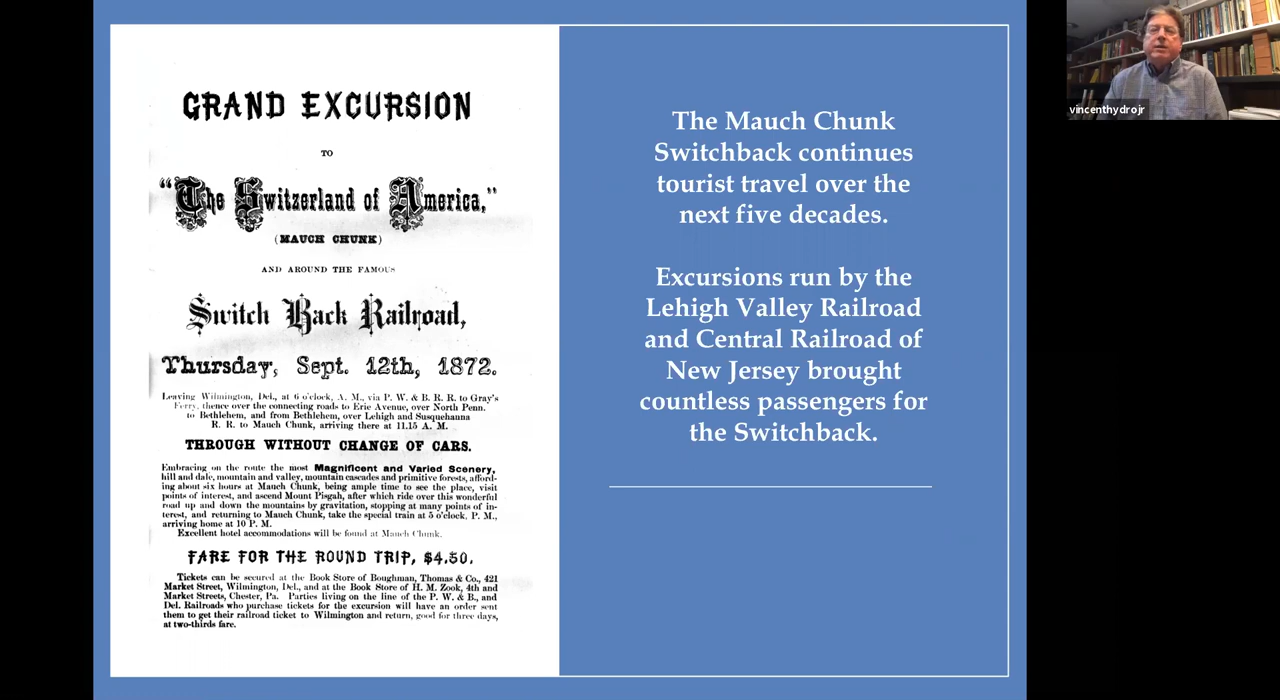 GRAND EXCURSION
TO
"The Switzerland of America,"
(MAUCH CHUNK)
AND AROUND THE FAMOUS
Switch Back Railroad,
Thursday, Sept. 12th, 1872.
Leaving Wilmington, Del., at 6 o'clock, A. M., via P. W. & B. R. R. to Gray's
Ferry, thence over the connecting roads to Erie Avenue, over North Penn.
to Bethlehem, and from Bethlehem, over Lehigh and Susquehanna
R. R. to Mauch Chunk, arriving there at 11.15 A. M.
THROUGH WITHOUT CHANGE OF CARS.
Embracing on the route the most Magnificent and Varied Scenery,
hill and dale, mountain and valley, mountain cascades and primitive forests, afford-
ing about six hours at Mauch Chunk, being ample time to see the place, visit
points of interest, and ascend Mount Pisgah, after which ride over this wonderful
road up and down the mountains by gravitation, stopping at many points of in-
terest, and returning to Mauch Chunk, take the special train at 5 o'clock, P. M.,
arriving home at 10 P. M.
Excellent hotel accommodations will be found at Mauch Chunk.
FARE FOR THE ROUND TRIP, $4.50.
Tickets can be secured at the Book Store of Boughman, Thomas & Co., 421
Market Street, Wilmington, Del., and at the Book Store of H. M. Zook, 4th and
Market Streets, Chester, Pa. Parties living on the line of the P. W. & B., and
Del. Railroads who purchase tickets for the excursion will have an order sent
them to get their railroad ticket to Wilmington and return, good for three days,
at two-thirds fare.
The Mauch Chunk
Switchback continues
tourist travel over the
next five decades.
Excursions run by the
Lehigh Valley Railroad
and Central Railroad of
New Jersey brought
countless passengers for
the Switchback.
vincenthydrojr